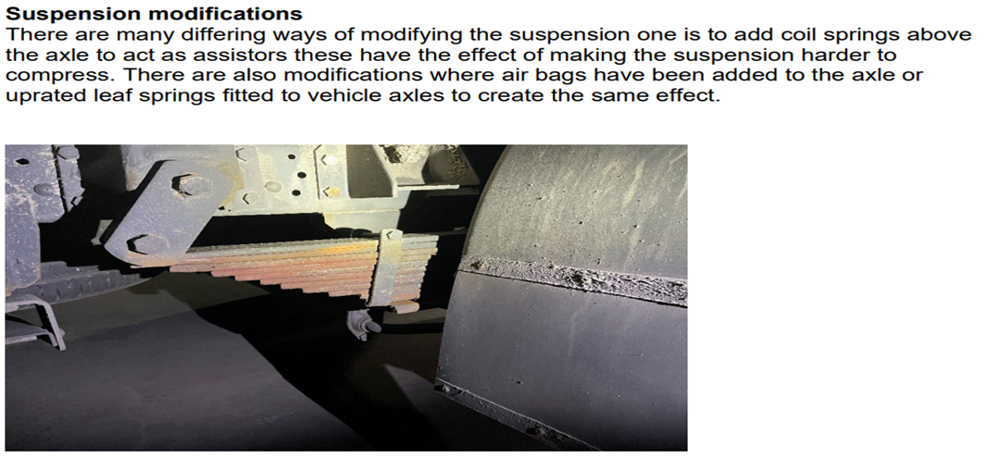 Suspension modifications
There are many differing ways of modifying the suspension one is to add coil springs above
the axle to act as assistors these have the effect of making the suspension harder to
compress. There are also modifications where air bags have been added to the axle or
uprated leaf springs fitted to vehicle axles to create the same effect.